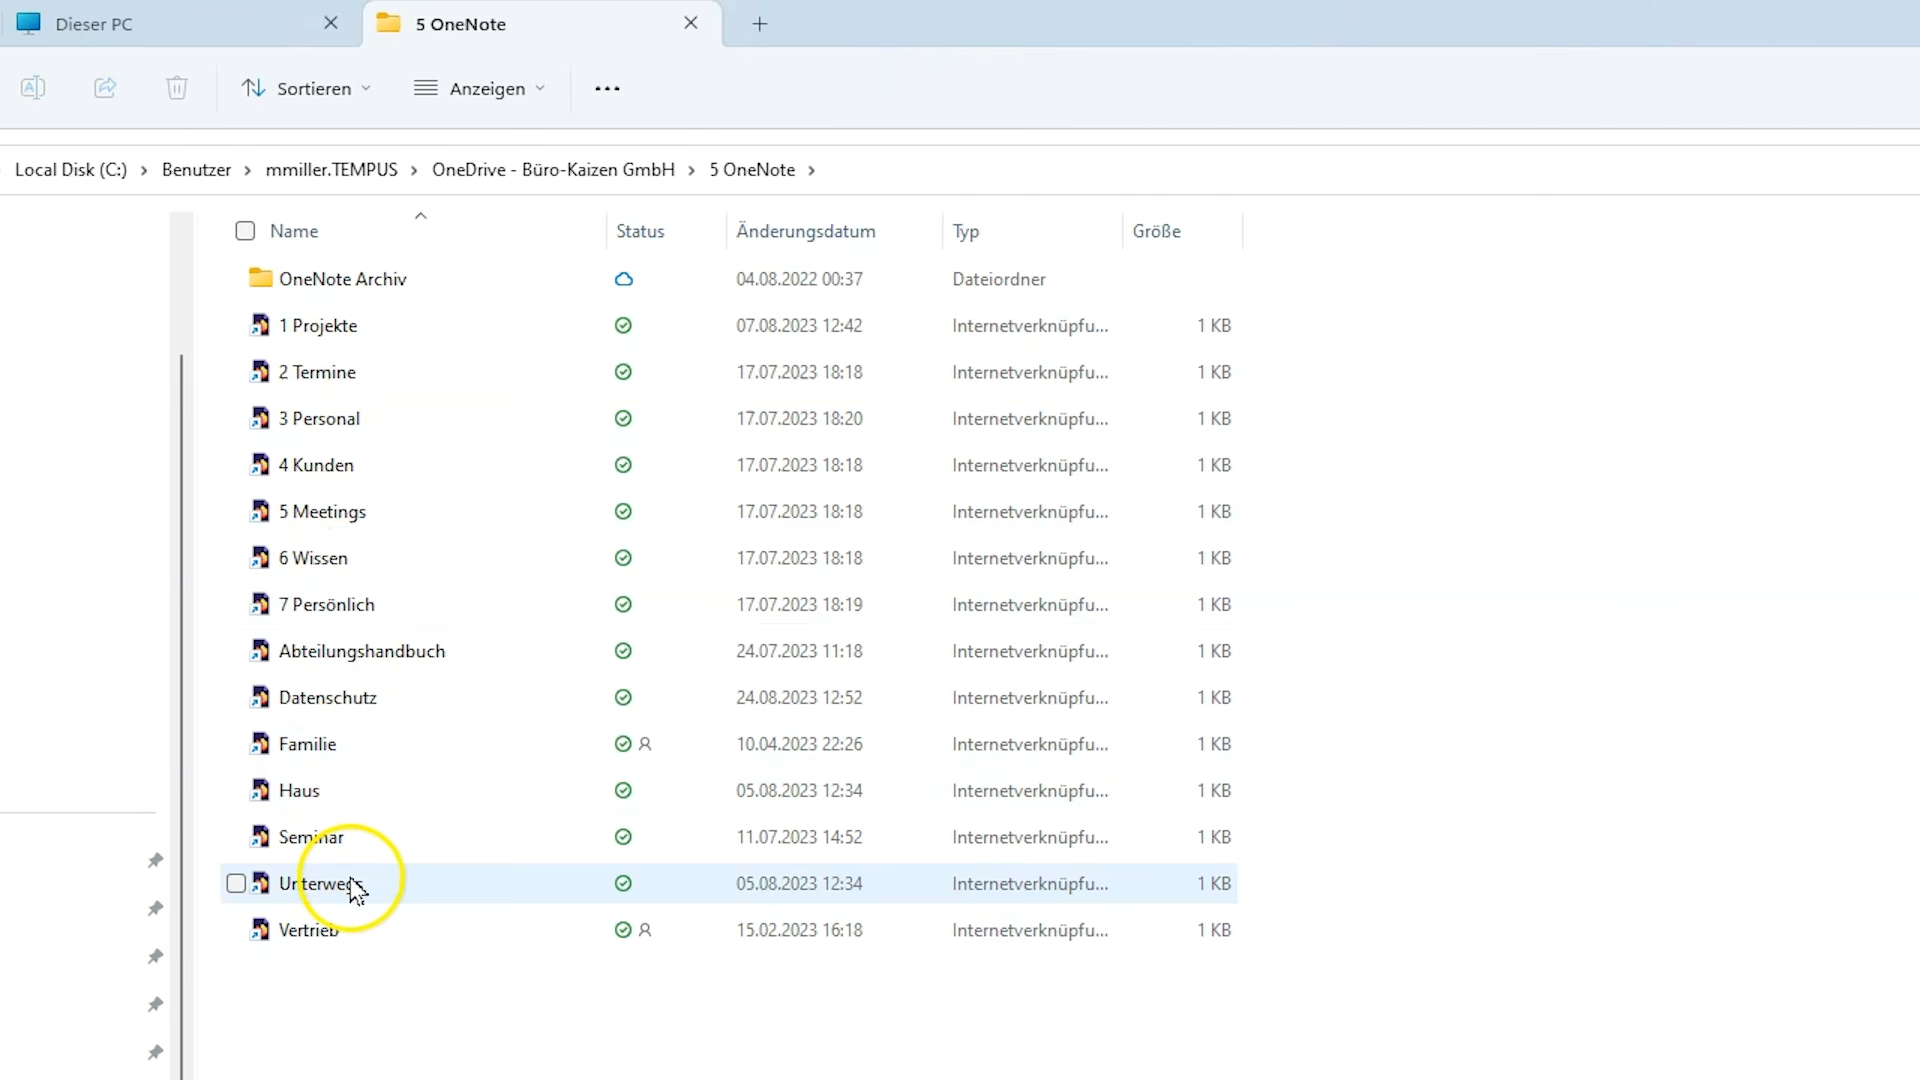 Dieser PC
5 OneNote
Sortieren
Anzeigen
Local Disk (C:) Benutzer mmiller.TEMPUS OneDrive - Büro-Kaizen GmbH 5 OneNote
Name Status Änderungsdatum Typ Größe
OneNote Archiv 04.08.2022 00:37 Dateiordner
1 Projekte 07.08.2023 12:42 Internetverknüpfu... 1 KB
2 Termine 17.07.2023 18:18 Internetverknüpfu... 1 KB
3 Personal 17.07.2023 18:20 Internetverknüpfu... 1 KB
4 Kunden 17.07.2023 18:18 Internetverknüpfu... 1 KB
5 Meetings 17.07.2023 18:18 Internetverknüpfu... 1 KB
6 Wissen 17.07.2023 18:18 Internetverknüpfu... 1 KB
7 Persönlich 17.07.2023 18:19 Internetverknüpfu... 1 KB
Abteilungshandbuch 24.07.2023 11:18 Internetverknüpfu... 1 KB
Datenschutz 24.08.2023 12:52 Internetverknüpfu... 1 KB
Familie 10.04.2023 22:26 Internetverknüpfu... 1 KB
Haus 05.08.2023 12:34 Internetverknüpfu... 1 KB
Seminar 11.07.2023 14:52 Internetverknüpfu... 1 KB
Unterwegs 05.08.2023 12:34 Internetverknüpfu... 1 KB
Vertrieb 15.02.2023 16:18 Internetverknüpfu... 1 KB